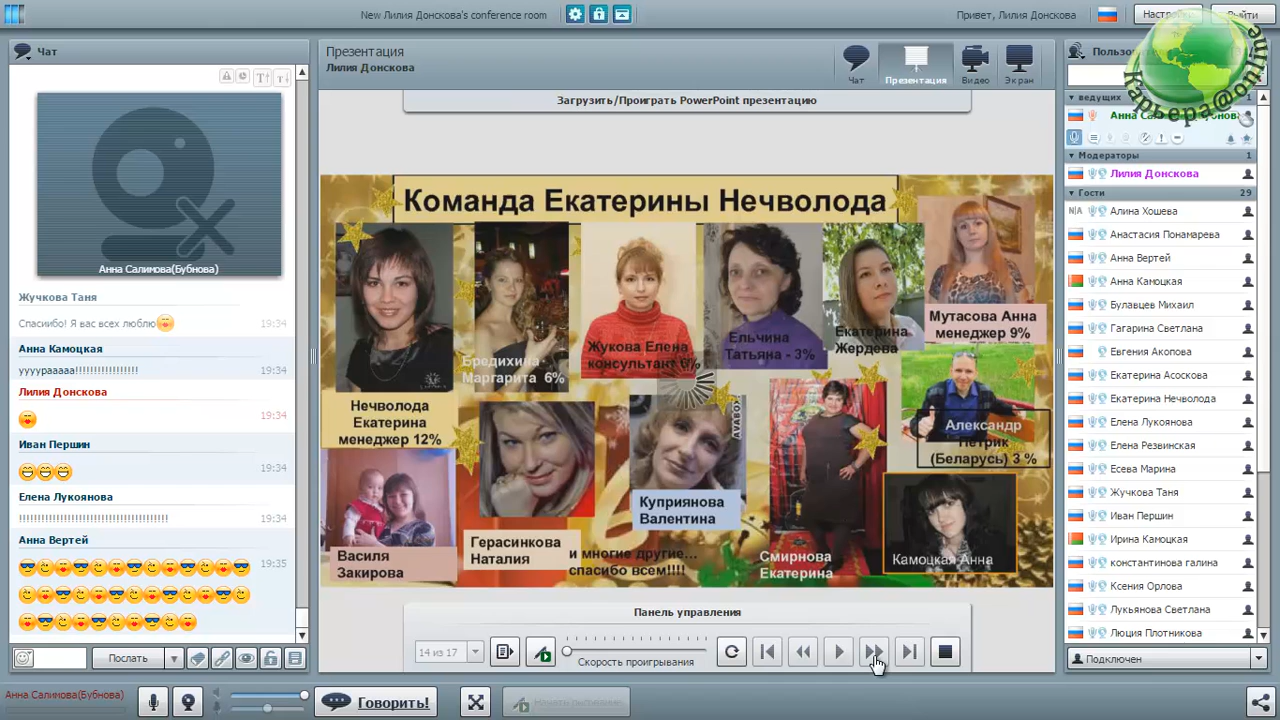 New Лилия Донскова's conference room
Привет, Лилия Донскова
Настройки
Выйти
Карьера@online
Чат
Анна Салимова(Бубнова)
Жучкова Таня
Спасиибо! Я вас всех люблю
19:34
Анна Камоцкая
ууууррааааа!!!!!!!!!!!!!!!!!
19:34
Лилия Донскова
19:34
Иван Першин
19:34
Елена Лукоянова
!!!!!!!!!!!!!!!!!!!!!!!!!!!!!!!!!!!!!!!
19:34
Анна Вертей
19:35
Послать
Презентация
Лилия Донскова
Чат
Презентация
Видео
Экран
Загрузить/Проиграть PowerPoint презентацию
Команда Екатерины Нечволода
Нечволода
Екатерина
менеджер 12%
Бредихина
Маргарита 6%
Жукова Елена
консультант 6%
Ельчина
Татьяна - 3%
Екатерина
Жердева
Мутасова Анна
менеджер 9%
Александр
Петрик
(Беларусь) 3 %
Василя
Закирова
Герасинкова
Наталия
Куприянова
Валентина
и многие другие...
спасибо всем!!!!
Смирнова
Екатерина
Камоцкая Анна
Панель управления
14 из 17
Скорость проигрывания
ведущих 1
Модераторы 1
Лилия Донскова
Гости 29
N/A Алина Хошева
Анастасия Понамарева
Анна Вертей
Анна Камоцкая
Булавцев Михаил
Гагарина Светлана
Евгения Акопова
Екатерина Асоскова
Екатерина Нечволода
Елена Лукоянова
Елена Резвинская
Есева Марина
Жучкова Таня
Иван Першин
Ирина Камоцкая
константинова галина
Ксения Орлова
Лукьянова Светлана
Люция Плотникова
Подключен
Анна Салимова(Бубнова)
Говорить!